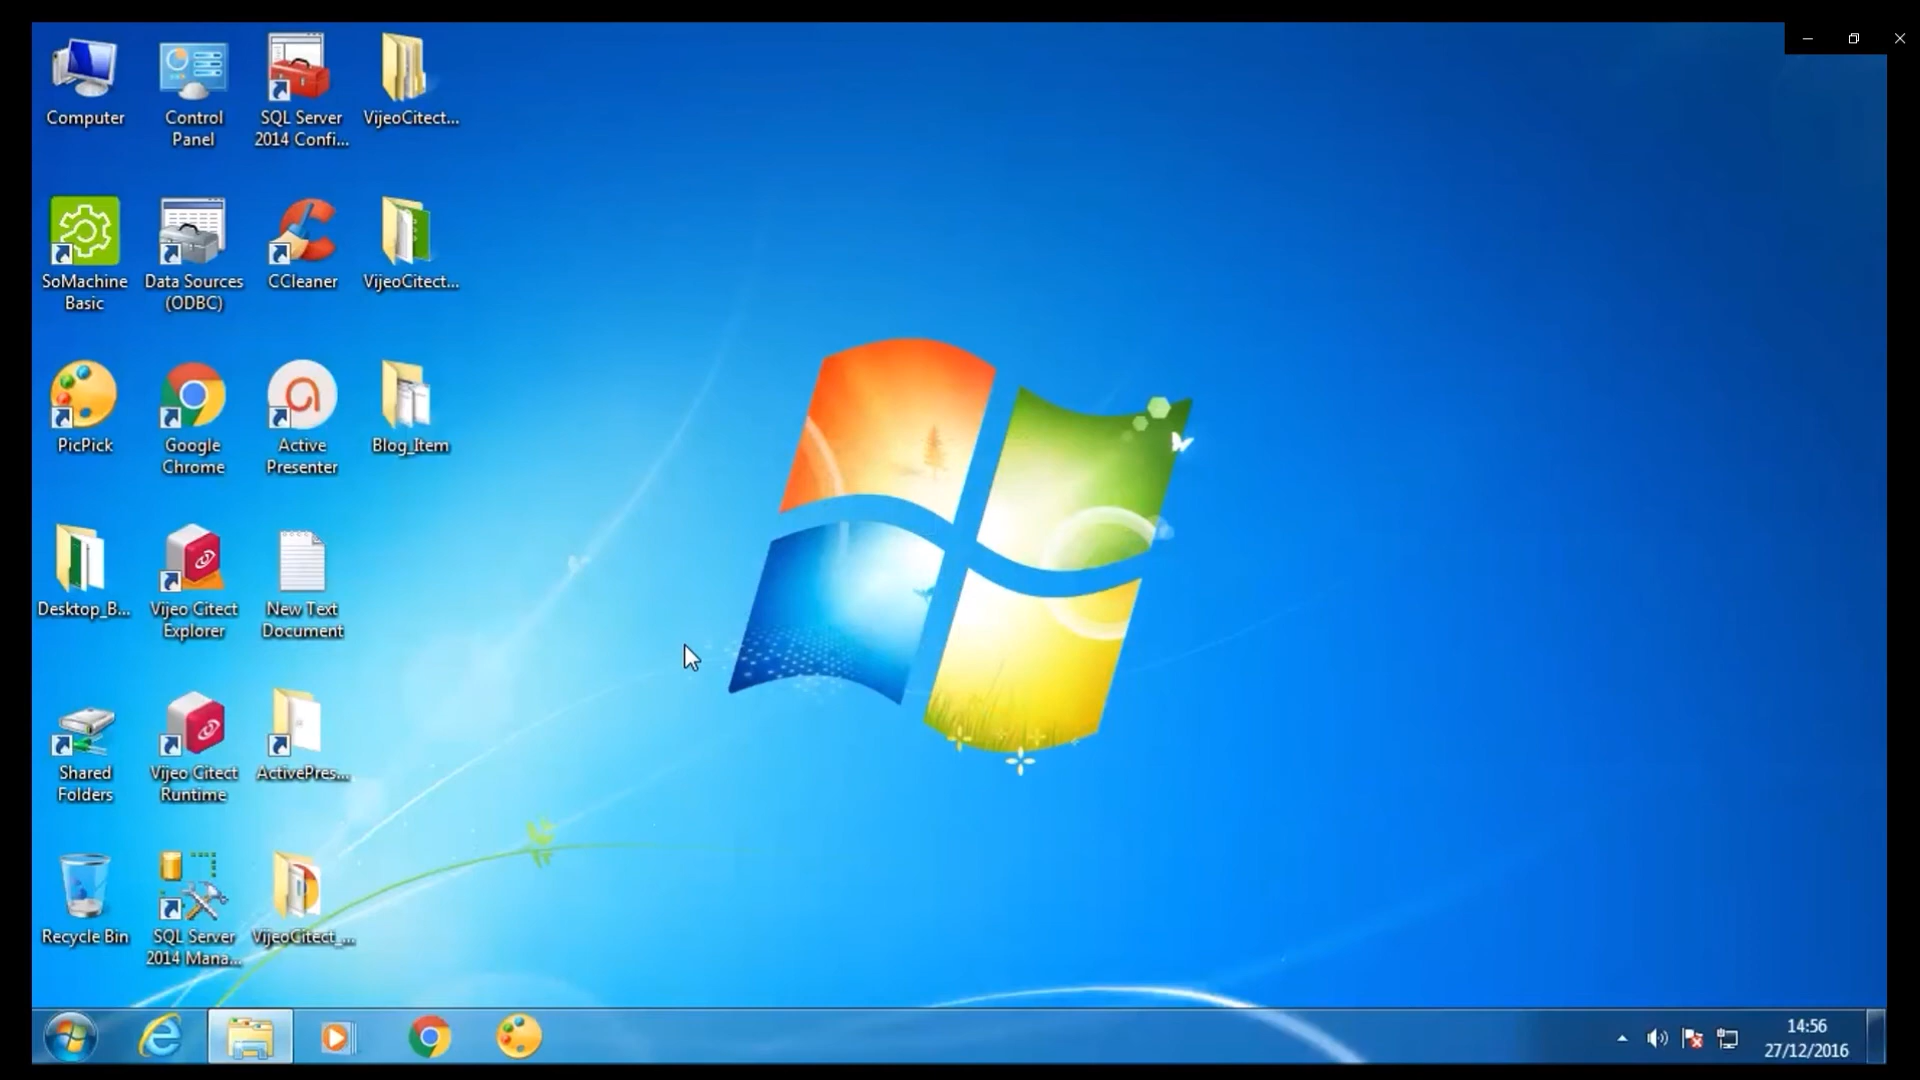 Computer
Control
Panel
SQL Server
2014 Confi...
VijeoCitect...
SoMachine
Basic
Data Sources
(ODBC)
CCleaner
VijeoCitect...
PicPick
Google
Chrome
Active
Presenter
Blog_Item
Desktop_B...
Vijeo Citect
Explorer
New Text
Document
Shared
Folders
Vijeo Citect
Runtime
ActivePres...
Recycle Bin
SQL Server
2014 Mana...
VijeoCitect_...
14:56
27/12/2016